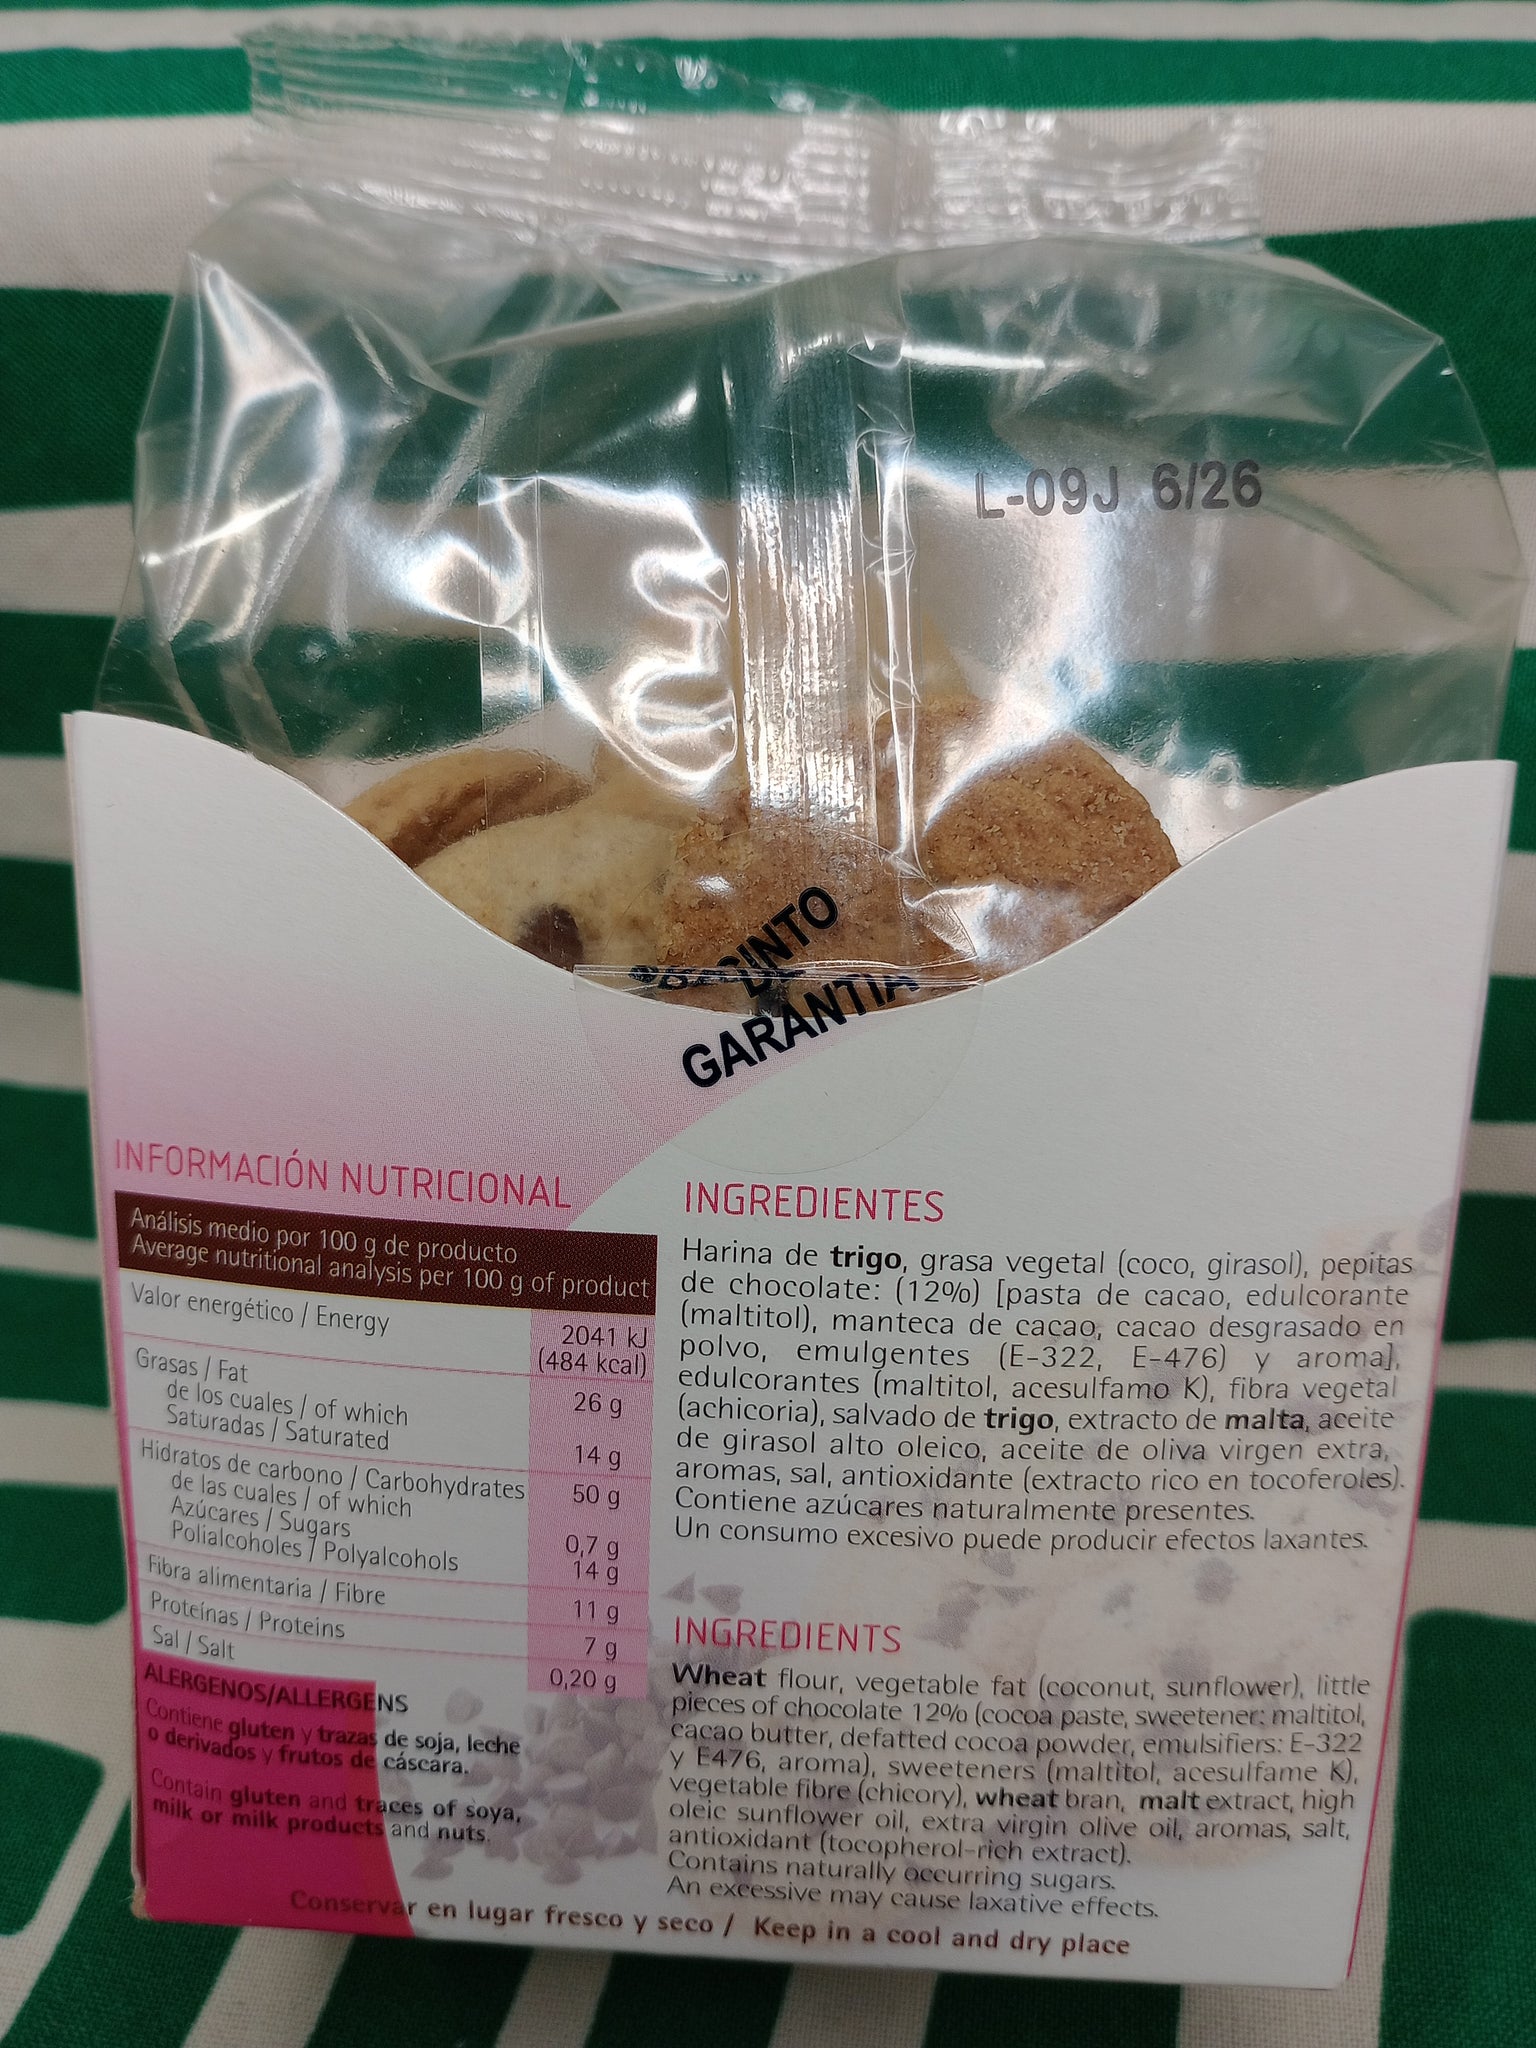 L-09J 6/26
PRECINTO
DE
GARANTIA
INFORMACIÓN NUTRICIONAL
Análisis medio por 100 g de producto
Average nutritional analysis per 100 g of product
Valor energético / Energy
2041 kJ
(484 kcal)
Grasas / Fat
26 g
de los cuales / of which
Saturadas / Saturated
14 g
Hidratos de carbono / Carbohydrates
50 g
de las cuales / of which
Azúcares / Sugars
0,7 g
Polialcoholes / Polyalcohols
14 g
Fibra alimentaria / Fibre
11 g
Proteínas / Proteins
7 g
Sal / Salt
0,20 g
ALERGENOS/ALLERGENS
Contiene gluten y trazas de soja, leche
o derivados y frutos de cáscara.
Contain gluten and traces of soya,
milk or milk products and nuts.
INGREDIENTES
Harina de trigo, grasa vegetal (coco, girasol), pepitas
de chocolate: (12%) [pasta de cacao, edulcorante
(maltitol), manteca de cacao, cacao desgrasado en
polvo, emulgentes (E-322, E-476) y aroma],
edulcorantes (maltitol, acesulfamo K), fibra vegetal
(achicoria), salvado de trigo, extracto de malta, aceite
de girasol alto oleico, aceite de oliva virgen extra,
aromas, sal, antioxidante (extracto rico en tocoferoles).
Contiene azúcares naturalmente presentes.
Un consumo excesivo puede producir efectos laxantes.
INGREDIENTS
Wheat flour, vegetable fat (coconut, sunflower), little
pieces of chocolate 12% (cocoa paste, sweetener: maltitol,
cacao butter, defatted cocoa powder, emulsifiers: E-322
y E476, aroma), sweeteners (maltitol, acesulfame K),
vegetable fibre (chicory), wheat bran, malt extract, high
oleic sunflower oil, extra virgin olive oil, aromas, salt,
antioxidant (tocopherol-rich extract).
Contains naturally occurring sugars.
An excessive may cause laxative effects.
Conservar en lugar fresco y seco / Keep in a cool and dry place